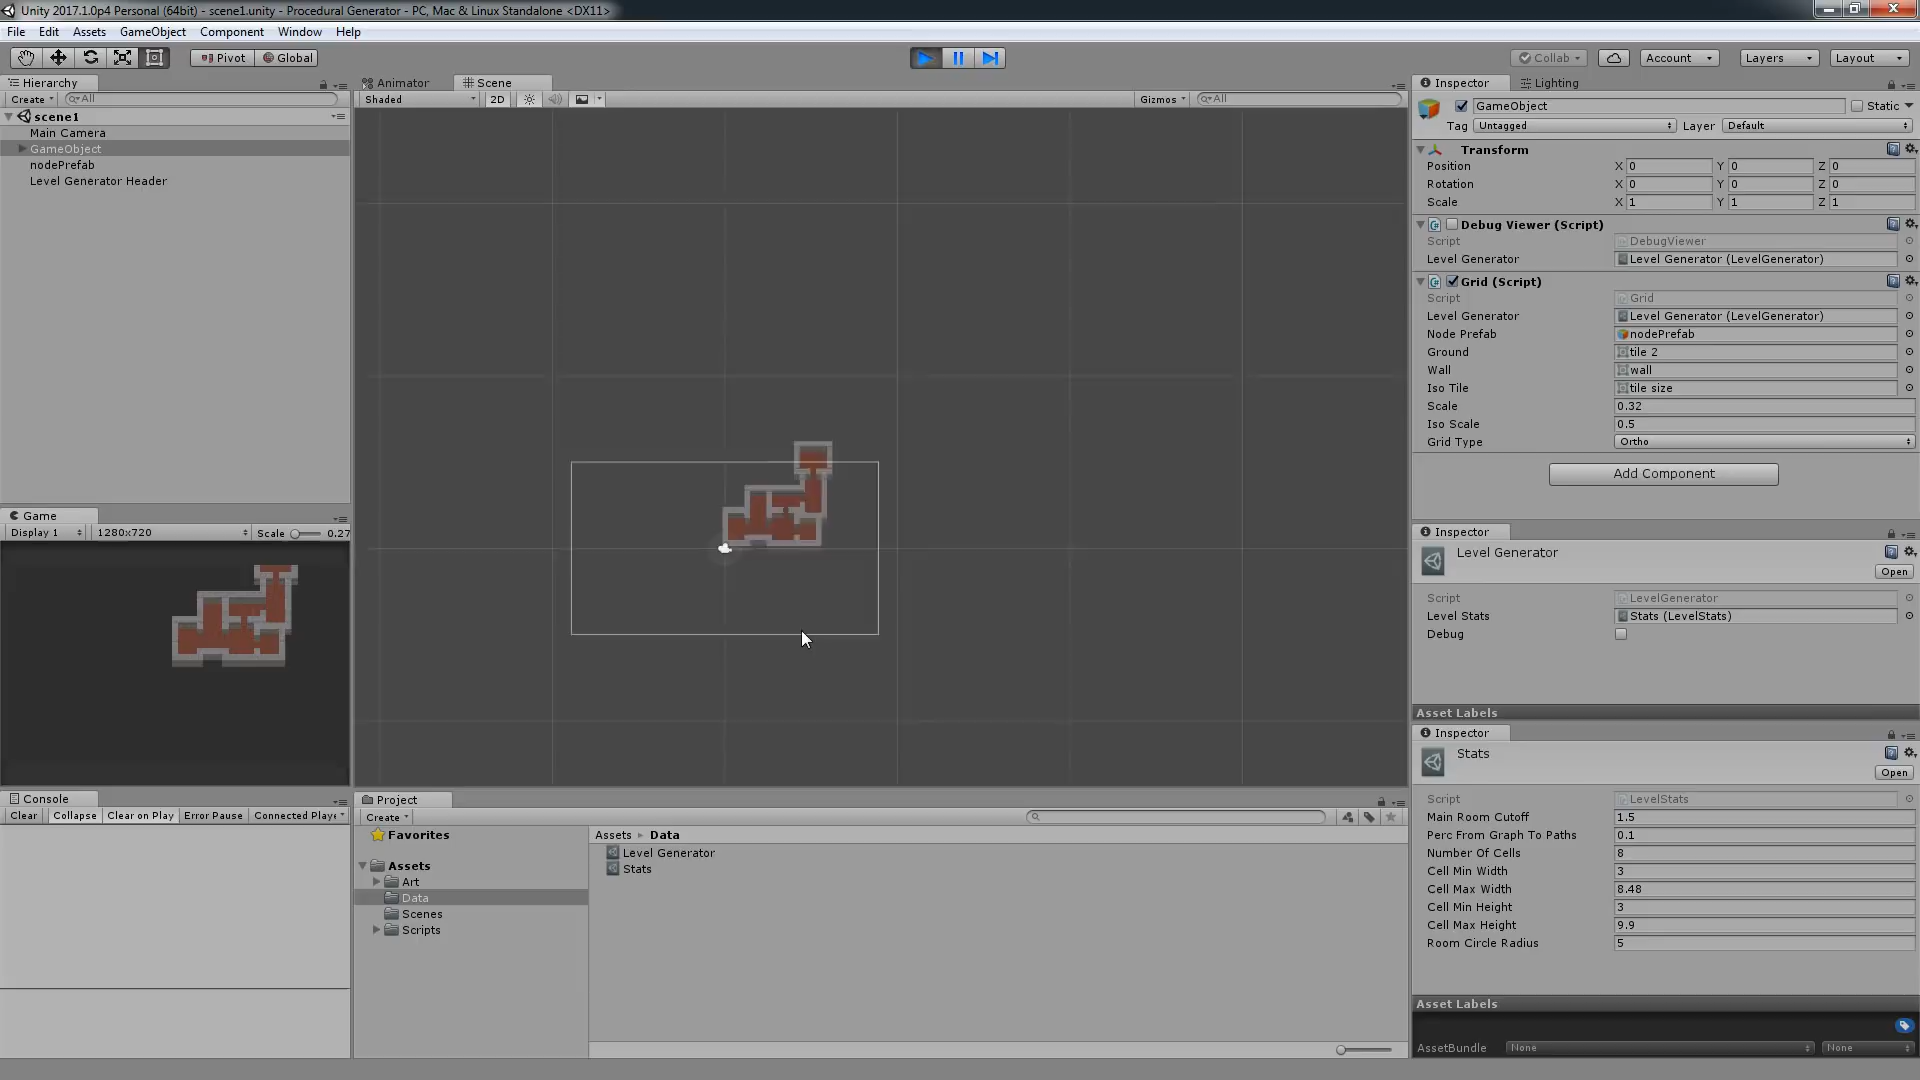 Unity 2017.1.0p4 Personal (64bit) - scene1.unity - Procedural Generator - PC, Mac & Linux Standalone <DX11>
File Edit Assets GameObject Component Window Help
Pivot Global Collab Account Layers Layout
Hierarchy
Create All
scene1
Main Camera
GameObject
nodePrefab
Level Generator Header
Game
Display 1 1280x720 Scale 0.27
Console
Clear Collapse Clear on Play Error Pause Connected Playe
Animator Scene
Shaded 2D Gizmos All
Project
Create
Favorites
Assets
Art
Data
Scenes
Scripts
Assets Data
Level Generator
Stats
Inspector Lighting
GameObject Static
Tag Untagged Layer Default
Transform
Position X 0 Y 0 Z 0
Rotation X 0 Y 0 Z 0
Scale X 1 Y 1 Z 1
Debug Viewer (Script)
Script DebugViewer
Level Generator Level Generator (LevelGenerator)
Grid (Script)
Script Grid
Level Generator Level Generator (LevelGenerator)
Node Prefab nodePrefab
Ground tile 2
Wall wall
Iso Tile tile size
Scale 0.32
Iso Scale 0.5
Grid Type Ortho
Add Component
Inspector
Level Generator
Open
Script LevelGenerator
Level Stats Stats (LevelStats)
Debug
Asset Labels
Inspector
Stats
Open
Script LevelStats
Main Room Cutoff 1.5
Perc From Graph To Paths 0.1
Number Of Cells 8
Cell Min Width 3
Cell Max Width 8.48
Cell Min Height 3
Cell Max Height 9.9
Room Circle Radius 5
Asset Labels
AssetBundle None None